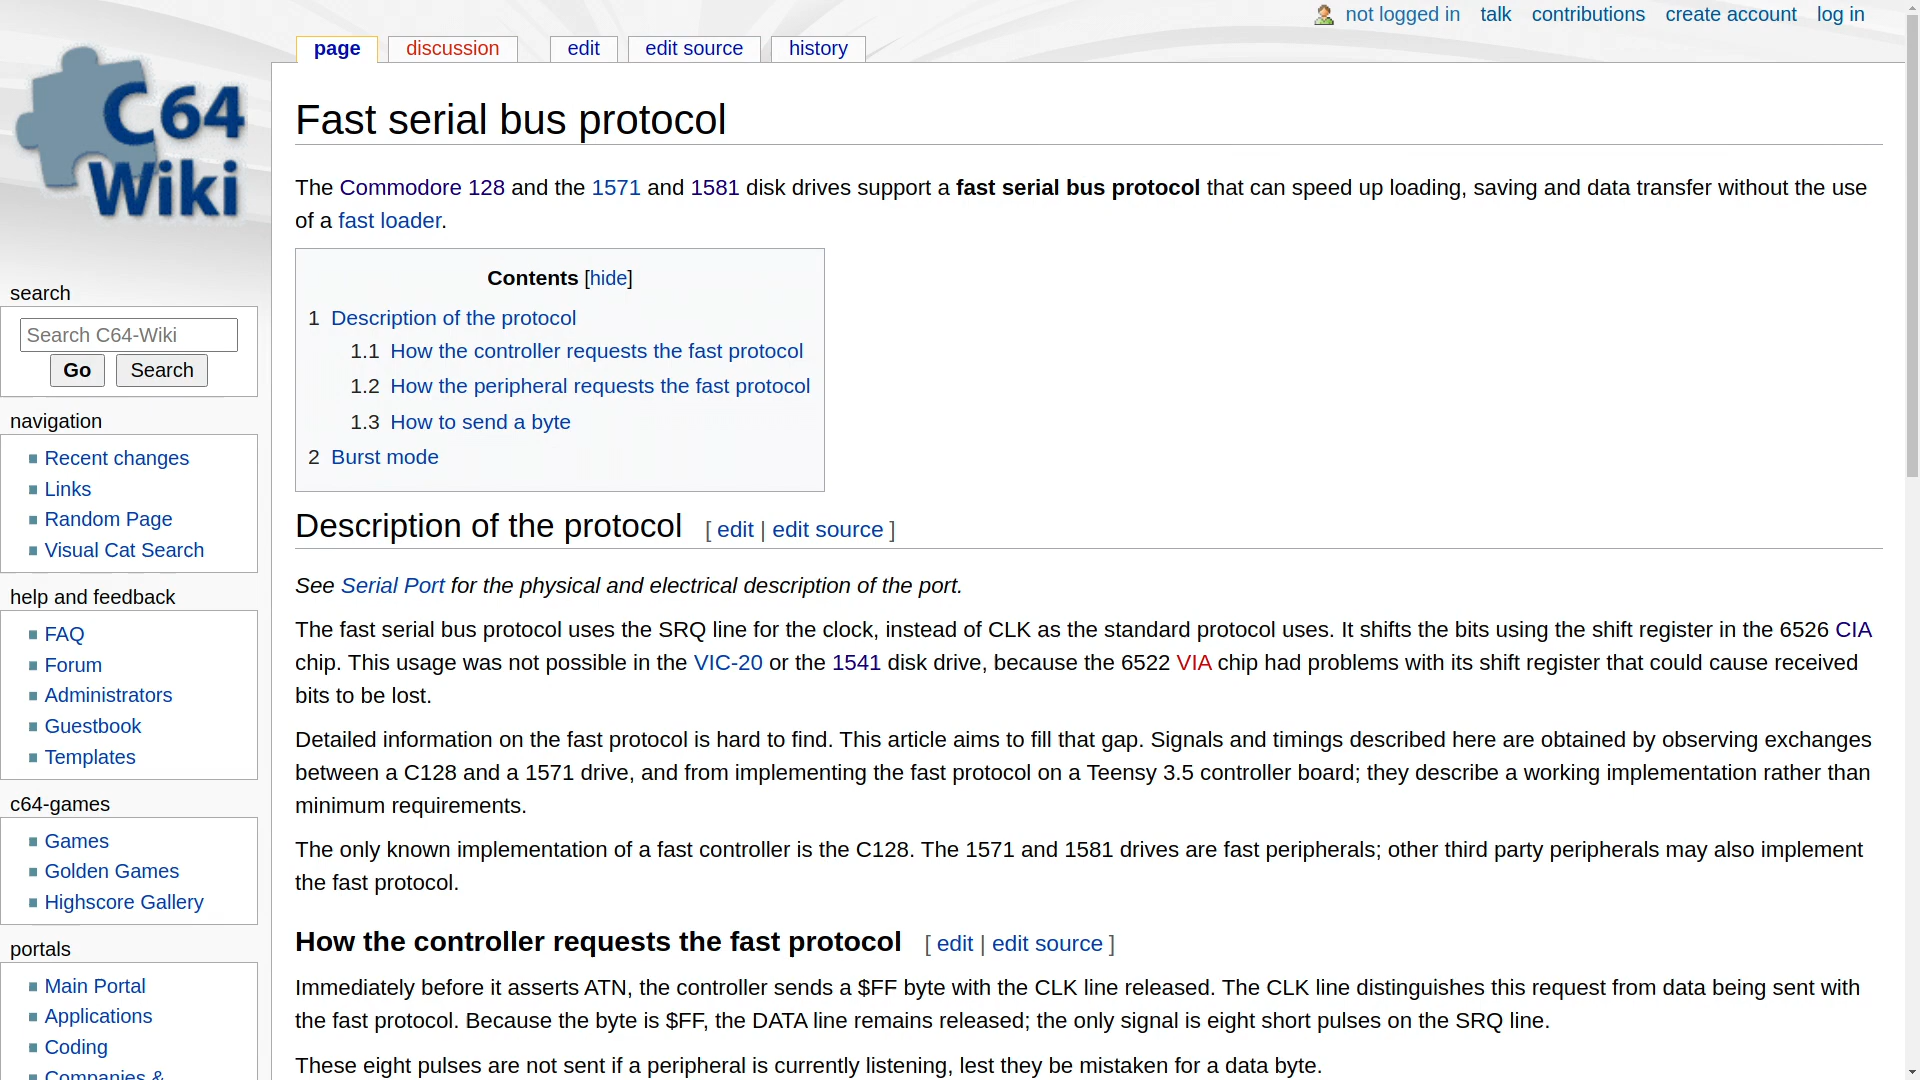 not logged in talk contributions create account log in
page discussion edit edit source history
C64
Wiki
Fast serial bus protocol
The Commodore 128 and the 1571 and 1581 disk drives support a fast serial bus protocol that can speed up loading, saving and data transfer without the use
of a fast loader.
Contents [hide]
1 Description of the protocol
1.1 How the controller requests the fast protocol
1.2 How the peripheral requests the fast protocol
1.3 How to send a byte
2 Burst mode
search
Search C64-Wiki
Go Search
navigation
Recent changes
Links
Random Page
Visual Cat Search
help and feedback
FAQ
Forum
Administrators
Guestbook
Templates
c64-games
Games
Golden Games
Highscore Gallery
portals
Main Portal
Applications
Coding
Companies &
Description of the protocol [ edit | edit source ]
See Serial Port for the physical and electrical description of the port.
The fast serial bus protocol uses the SRQ line for the clock, instead of CLK as the standard protocol uses. It shifts the bits using the shift register in the 6526 CIA
chip. This usage was not possible in the VIC-20 or the 1541 disk drive, because the 6522 VIA chip had problems with its shift register that could cause received
bits to be lost.
Detailed information on the fast protocol is hard to find. This article aims to fill that gap. Signals and timings described here are obtained by observing exchanges
between a C128 and a 1571 drive, and from implementing the fast protocol on a Teensy 3.5 controller board; they describe a working implementation rather than
minimum requirements.
The only known implementation of a fast controller is the C128. The 1571 and 1581 drives are fast peripherals; other third party peripherals may also implement
the fast protocol.
How the controller requests the fast protocol [ edit | edit source ]
Immediately before it asserts ATN, the controller sends a $FF byte with the CLK line released. The CLK line distinguishes this request from data being sent with
the fast protocol. Because the byte is $FF, the DATA line remains released; the only signal is eight short pulses on the SRQ line.
These eight pulses are not sent if a peripheral is currently listening, lest they be mistaken for a data byte.